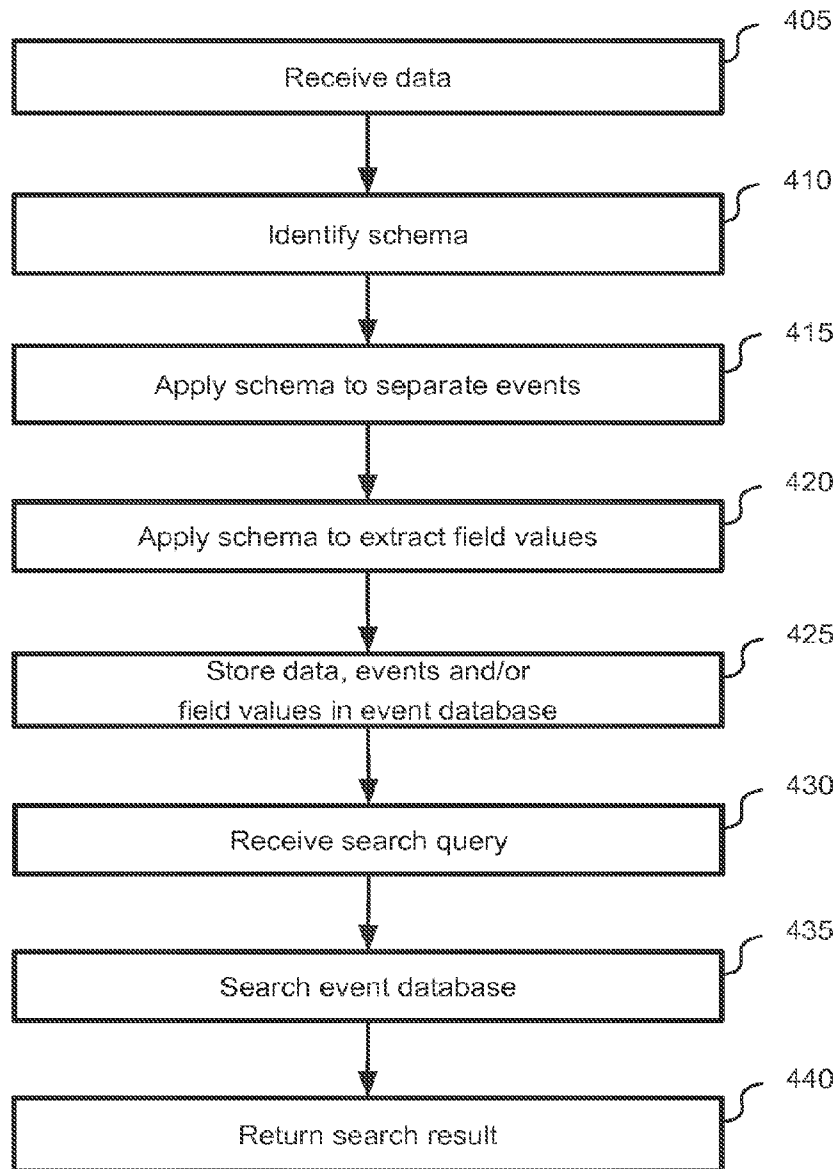 405
Receive data
410
Identify schema
415
Apply schema to separate events
420
Apply schema to extract field values
425
Store data, events and/or
field values in event database
430
Receive search query
435
Search event database
440
Return search result